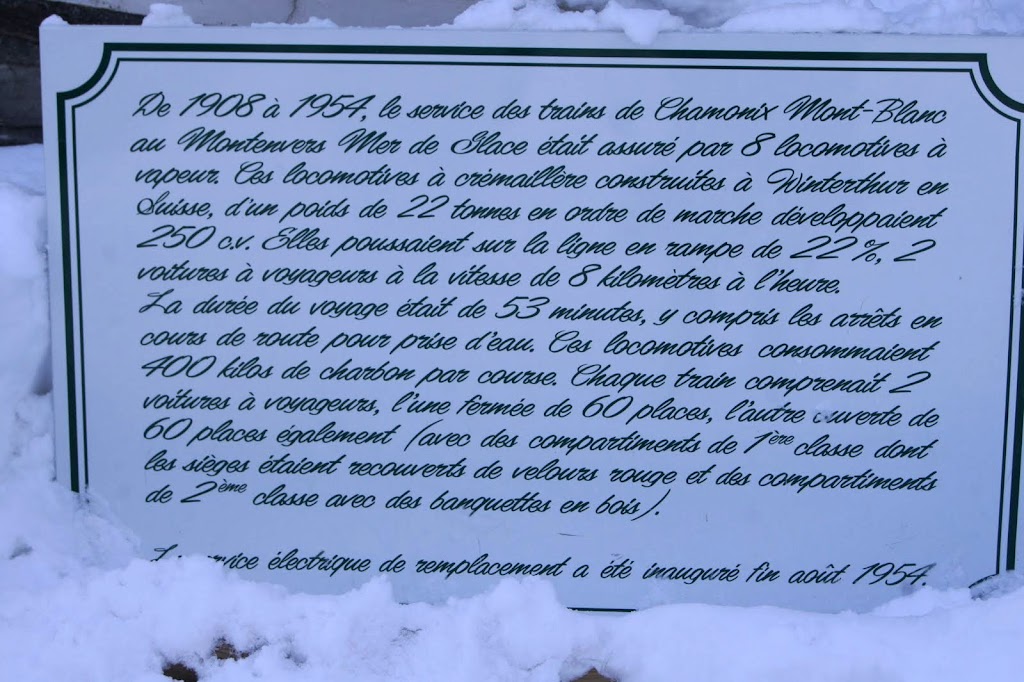 De 1908 à 1954, le service des trains de Chamonix Mont-Blanc
au Montenvers Mer de Glace était assuré par 8 locomotives à
vapeur. Ces locomotives à crémaillère construites à Winterthur en
Suisse, d'un poids de 22 tonnes en ordre de marche développaient
250 c.v. Elles poussaient sur la ligne en rampe de 22 %, 2
voitures à voyageurs à la vitesse de 8 kilomètres à l'heure.
La durée du voyage était de 53 minutes, y compris les arrêts en
cours de route pour prise d'eau. Ces locomotives consommaient
400 kilos de charbon par course. Chaque train comprenait 2
voitures à voyageurs, l'une fermée de 60 places, l'autre ouverte de
60 places également (avec des compartiments de 1ère classe dont
les sièges étaient recouverts de velours rouge et des compartiments
de 2ème classe avec des banquettes en bois).
Le service électrique de remplacement a été inauguré fin août 1954.